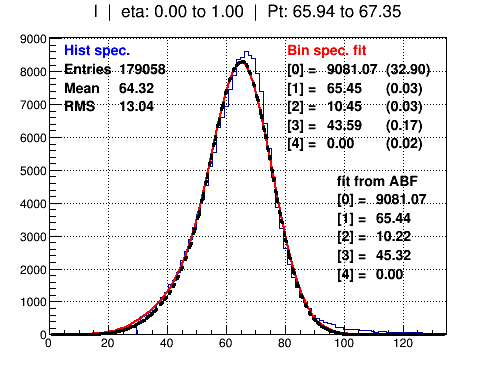 I | eta: 0.00 to 1.00 | Pt: 65.94 to 67.35
Hist spec.
Entries 179058
Mean 64.32
RMS 13.04
Bin spec. fit
[0] = 9081.07 (32.90)
[1] = 65.45 (0.03)
[2] = 10.45 (0.03)
[3] = 43.59 (0.17)
[4] = 0.00 (0.02)
fit from ABF
[0] = 9081.07
[1] = 65.44
[2] = 10.22
[3] = 45.32
[4] = 0.00
9000
8000
7000
6000
5000
4000
3000
2000
1000
0
0 20 40 60 80 100 120